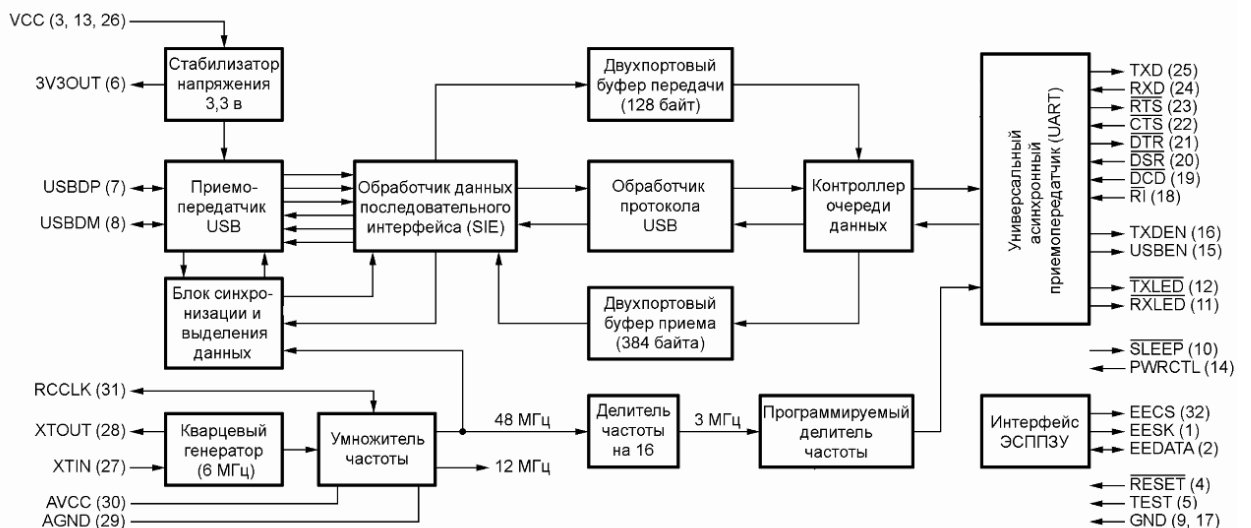 VCC (3, 13, 26)
Стабилизатор
напряжения
3,3 в
3V3OUT (6)
Двухпортовый
буфер передачи
(128 байт)
USBDP (7)
USBDM (8)
Приемо-
передатчик
USB
Обработчик данных
последовательного
интерфейса (SIE)
Обработчик
протокола
USB
Контроллер
очереди
данных
Универсальный
асинхронный
приемопередатчик (UART)
TXD (25)
RXD (24)
RTS (23)
CTS (22)
DTR (21)
DSR (20)
DCD (19)
RI (18)
TXDEN (16)
USBEN (15)
TXLED (12)
RXLED (11)
Блок синхро-
низации и
выделения
данных
Двухпортовый
буфер приема
(384 байта)
SLEEP (10)
PWRCTL (14)
RCCLK (31)
XTOUT (28)
XTIN (27)
Кварцевый
генератор
(6 МГц)
Умножитель
частоты
48 МГц
12 МГц
Делитель
частоты
на 16
3 МГц
Программируемый
делитель
частоты
Интерфейс
ЭСППЗУ
EECS (32)
EESK (1)
EEDATA (2)
AVCC (30)
AGND (29)
RESET (4)
TEST (5)
GND (9, 17)